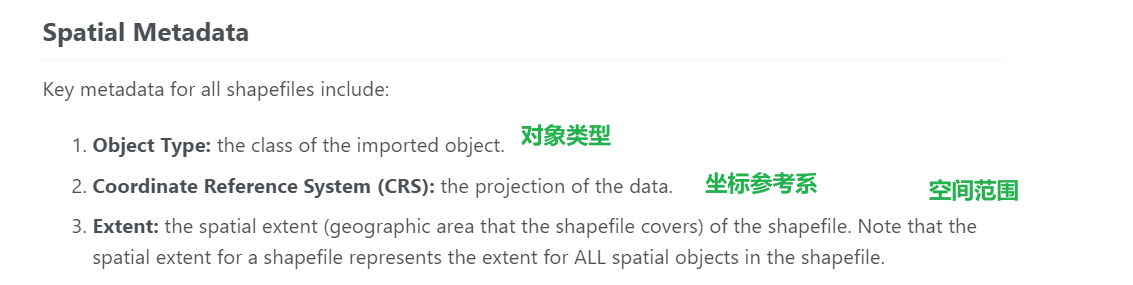 Spatial Metadata
Key metadata for all shapefiles include:
1. Object Type: the class of the imported object. 对象类型
2. Coordinate Reference System (CRS): the projection of the data. 坐标参考系 空间范围
3. Extent: the spatial extent (geographic area that the shapefile covers) of the shapefile. Note that the
spatial extent for a shapefile represents the extent for ALL spatial objects in the shapefile.